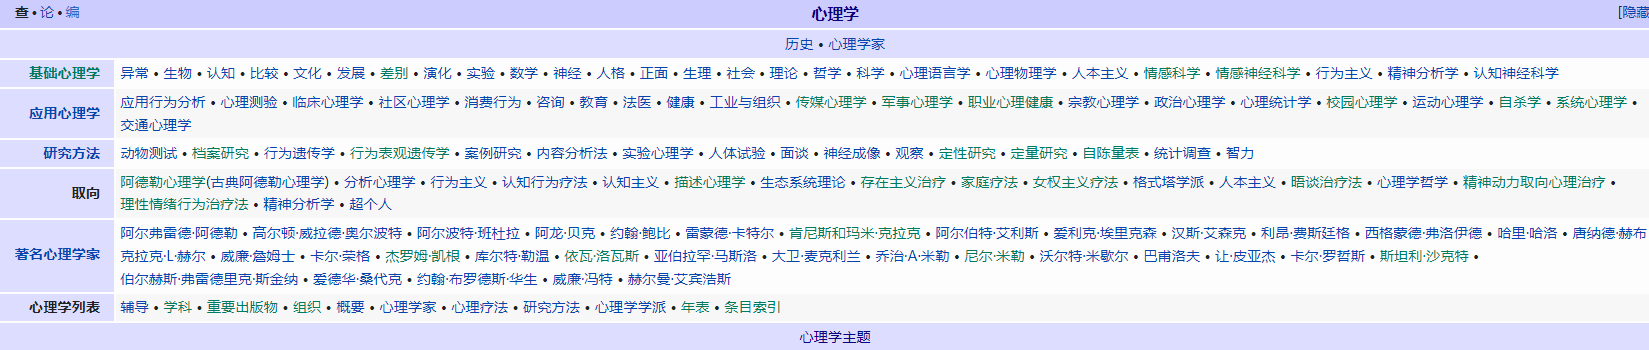 查 • 论 • 编 心理学 [隐藏
历史 • 心理学家
基础心理学 异常 • 生物 • 认知 • 比较 • 文化 • 发展 • 差别 • 演化 • 实验 • 数学 • 神经 • 人格 • 正面 • 生理 • 社会 • 理论 • 哲学 • 科学 • 心理语言学 • 心理物理学 • 人本主义 • 情感科学 • 情感神经科学 • 行为主义 • 精神分析学 • 认知神经科学
应用心理学 应用行为分析 • 心理测验 • 临床心理学 • 社区心理学 • 消费行为 • 咨询 • 教育 • 法医 • 健康 • 工业与组织 • 传媒心理学 • 军事心理学 • 职业心理健康 • 宗教心理学 • 政治心理学 • 心理统计学 • 校园心理学 • 运动心理学 • 自杀学 • 系统心理学 •
交通心理学
研究方法 动物测试 • 档案研究 • 行为遗传学 • 行为表观遗传学 • 案例研究 • 内容分析法 • 实验心理学 • 人体试验 • 面谈 • 神经成像 • 观察 • 定性研究 • 定量研究 • 自陈量表 • 统计调查 • 智力
取向 阿德勒心理学(古典阿德勒心理学) • 分析心理学 • 行为主义 • 认知行为疗法 • 认知主义 • 描述心理学 • 生态系统理论 • 存在主义治疗 • 家庭疗法 • 女权主义疗法 • 格式塔学派 • 人本主义 • 晤谈治疗法 • 心理学哲学 • 精神动力取向心理治疗 •
理性情绪行为治疗法 • 精神分析学 • 超个人
著名心理学家 阿尔弗雷德·阿德勒 • 高尔顿·威拉德·奥尔波特 • 阿尔波特·班杜拉 • 阿龙·贝克 • 约翰·鲍比 • 雷蒙德·卡特尔 • 肯尼斯和玛米·克拉克 • 阿尔伯特·艾利斯 • 爱利克·埃里克森 • 汉斯·艾森克 • 利昂·费斯廷格 • 西格蒙德·弗洛伊德 • 哈里·哈洛 • 唐纳德·赫布
克拉克·L·赫尔 • 威廉·詹姆士 • 卡尔·荣格 • 杰罗姆·凯根 • 库尔特·勒温 • 依瓦·洛瓦斯 • 亚伯拉罕·马斯洛 • 大卫·麦克利兰 • 乔治·A·米勒 • 尼尔·米勒 • 沃尔特·米歇尔 • 巴甫洛夫 • 让·皮亚杰 • 卡尔·罗哲斯 • 斯坦利·沙克特 •
伯尔赫斯·弗雷德里克·斯金纳 • 爱德华·桑代克 • 约翰·布罗德斯·华生 • 威廉·冯特 • 赫尔曼·艾宾浩斯
心理学列表 辅导 • 学科 • 重要出版物 • 组织 • 概要 • 心理学家 • 心理疗法 • 研究方法 • 心理学学派 • 年表 • 条目索引
心理学主题